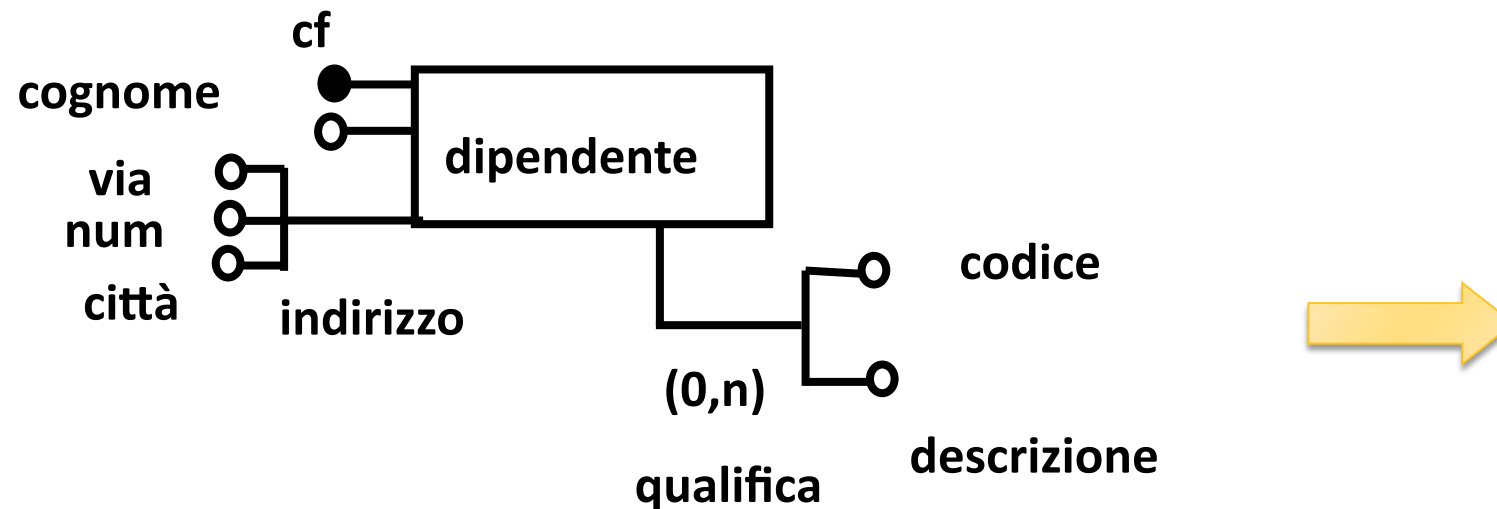 cf
cognome
dipendente
via
num
città
indirizzo
codice
(0,n)
descrizione
qualifica